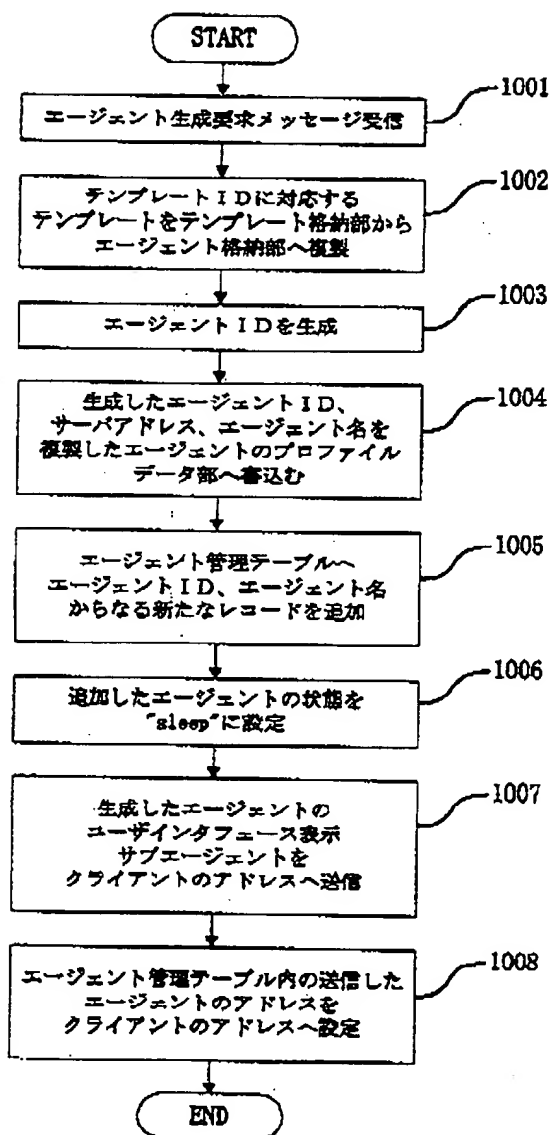 START
1001
エージェント生成要求メッセージ受信
1002
テンプレートIDに対応する
テンプレートをテンプレート格納部から
エージェント格納部へ複製
1003
エージェントIDを生成
1004
生成したエージェントID、
サーバアドレス、エージェント名を
複製したエージェントのプロファイル
データ部へ書込む
1005
エージェント管理テーブルへ
エージェントID、エージェント名
からなる新たなレコードを追加
1006
追加したエージェントの状態を
"sleep"に設定
1007
生成したエージェントの
ユーザインタフェース表示
サブエージェントを
クライアントのアドレスへ送信
1008
エージェント管理テーブル内の送信した
エージェントのアドレスを
クライアントのアドレスへ設定
END